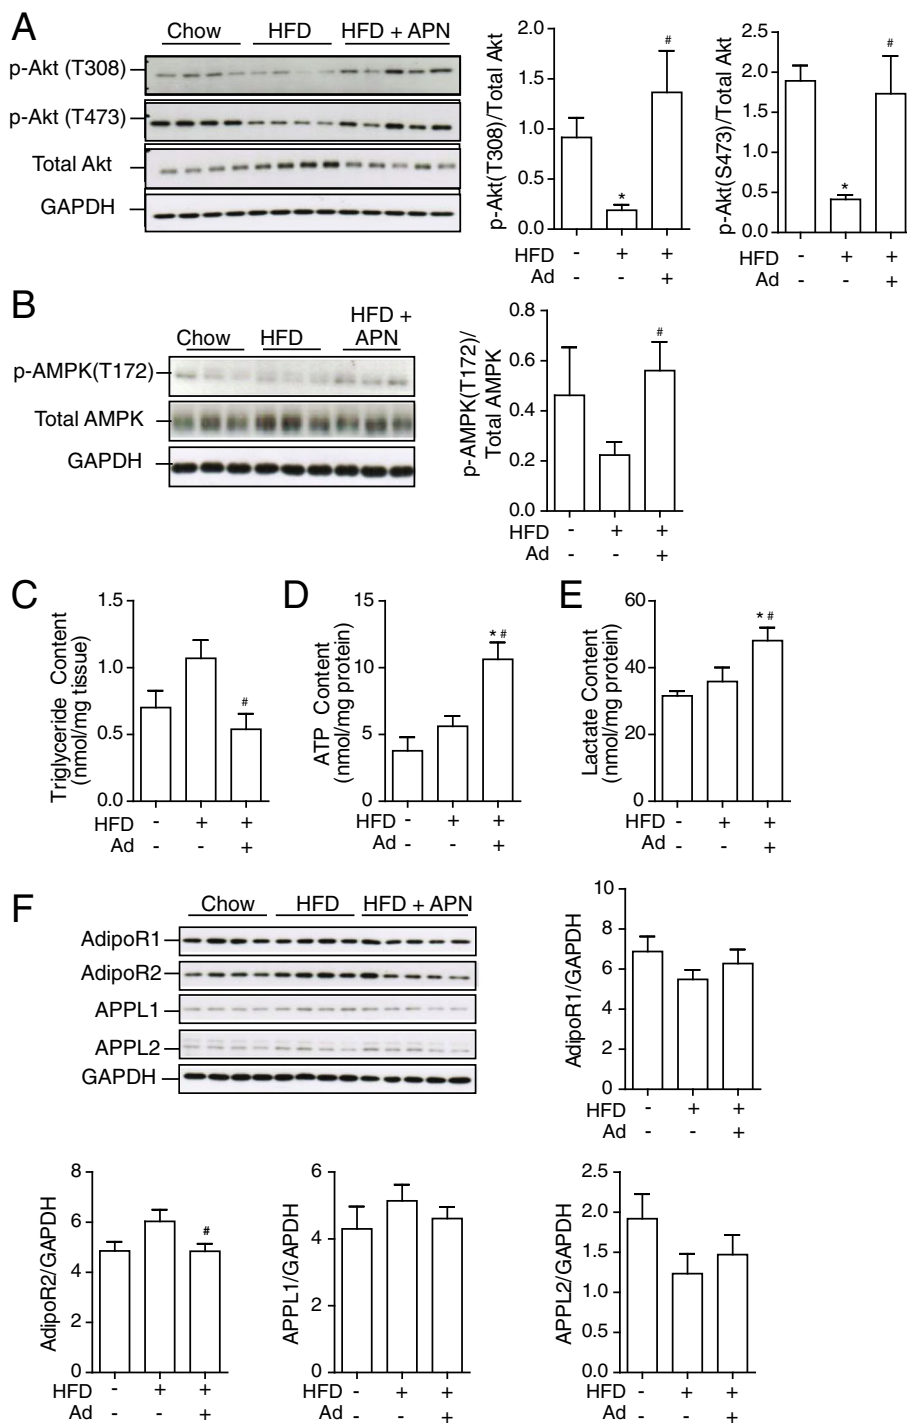 A
Chow HFD HFD + APN
p-Akt (T308)
p-Akt (T473)
Total Akt
GAPDH
p-Akt(T308)/Total Akt
2.0
1.5
1.0
0.5
0.0
*
#
HFD - + +
Ad - - +
p-Akt(S473)/Total Akt
2.5
2.0
1.5
1.0
0.5
0.0
*
#
HFD - + +
Ad - - +
B
Chow HFD HFD +
APN
p-AMPK(T172)
Total AMPK
GAPDH
p-AMPK(T172)/
Total AMPK
0.8
0.6
0.4
0.2
0.0
#
HFD - + +
Ad - - +
C
Triglyceride Content
(nmol/mg tissue)
1.5
1.0
0.5
0.0
#
HFD - + +
Ad - - +
D
ATP Content
(nmol/mg protein)
15
10
5
0
* #
HFD - + +
Ad - - +
E
Lactate Content
(nmol/mg protein)
60
40
20
0
* #
HFD - + +
Ad - - +
F
Chow HFD HFD + APN
AdipoR1
AdipoR2
APPL1
APPL2
GAPDH
AdipoR1/GAPDH
10
8
6
4
2
0
HFD - + +
Ad - - +
AdipoR2/GAPDH
8
6
4
2
0
#
HFD - + +
Ad - - +
APPL1/GAPDH
6
4
2
0
HFD - + +
Ad - - +
APPL2/GAPDH
2.5
2.0
1.5
1.0
0.5
0.0
HFD - + +
Ad - - +